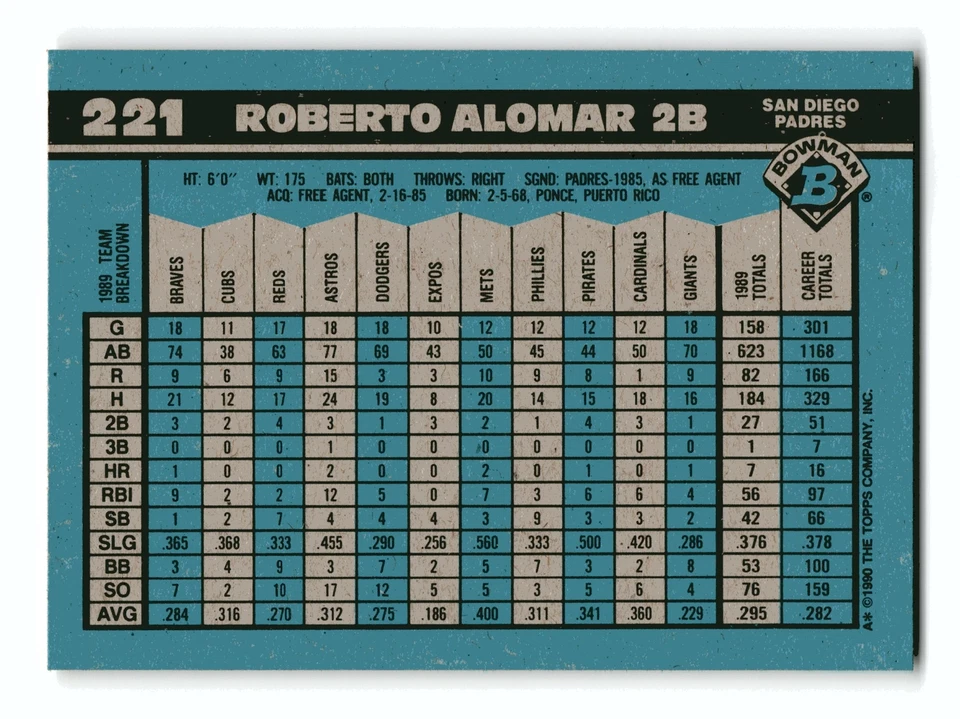 221 ROBERTO ALOMAR 2B SAN DIEGO PADRES
BOWMAN
B
®
HT: 6'0" WT: 175 BATS: BOTH THROWS: RIGHT SGND: PADRES-1985, AS FREE AGENT
ACQ: FREE AGENT, 2-16-85 BORN: 2-5-68, PONCE, PUERTO RICO
1989 TEAM BREAKDOWN BRAVES CUBS REDS ASTROS DODGERS EXPOS METS PHILLIES PIRATES CARDINALS GIANTS 1989 TOTALS CAREER TOTALS
G 18 11 17 18 18 10 12 12 12 12 18 158 301
AB 74 38 63 77 69 43 50 45 44 50 70 623 1168
R 9 6 9 15 3 3 10 9 8 1 9 82 166
H 21 12 17 24 19 8 20 14 15 18 16 184 329
2B 3 2 4 3 1 3 2 1 4 3 1 27 51
3B 0 0 0 1 0 0 0 0 0 0 0 1 7
HR 1 0 0 2 0 0 2 0 1 0 1 7 16
RBI 9 2 2 12 5 0 7 3 6 6 4 56 97
SB 1 2 7 4 4 4 3 9 3 3 2 42 66
SLG .365 .368 .333 .455 .290 .256 .560 .333 .500 .420 .286 .376 .378
BB 3 4 9 3 7 2 5 7 3 2 8 53 100
SO 7 2 10 17 12 5 5 3 5 6 4 76 159
AVG .284 .316 .270 .312 .275 .186 .400 .311 .341 .360 .229 .295 .282
A* ©1990 THE TOPPS COMPANY, INC.